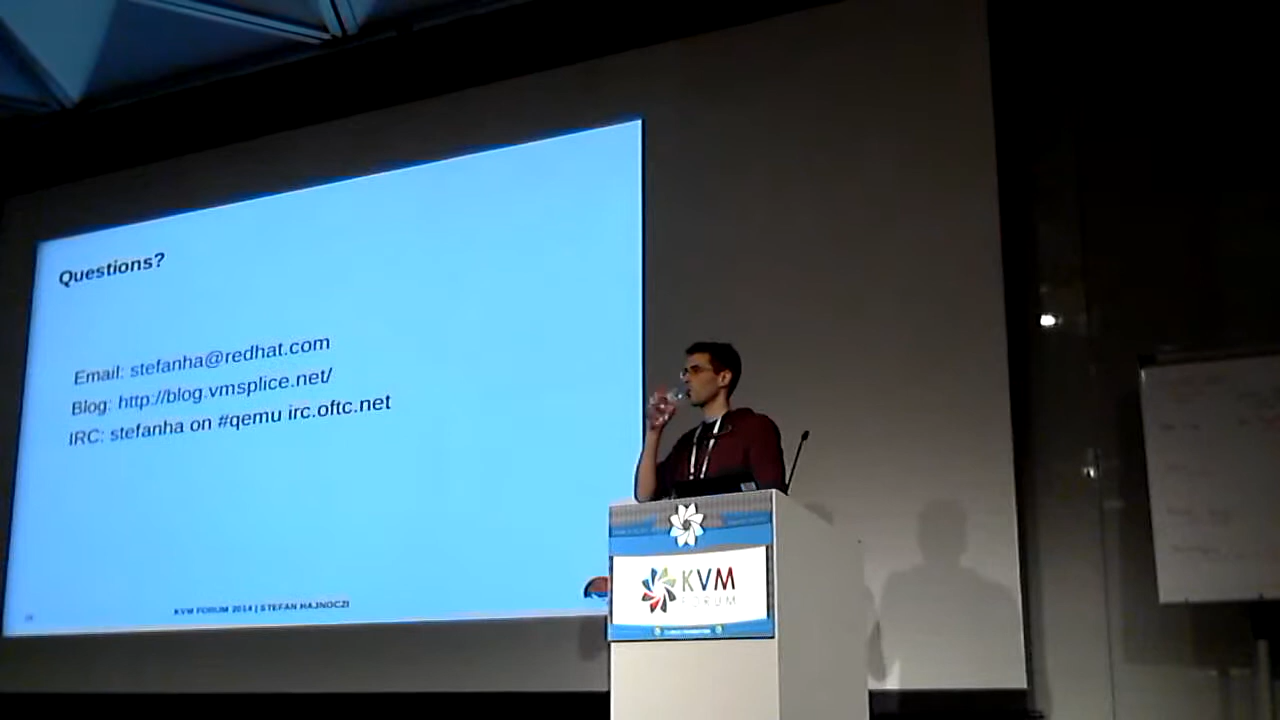 Questions?
Email: stefanha@redhat.com
Blog: http://blog.vmsplice.net/
IRC: stefanha on #qemu irc.oftc.net
KVM FORUM 2014 | STEFAN HAJNOCZI
KVM
FORUM